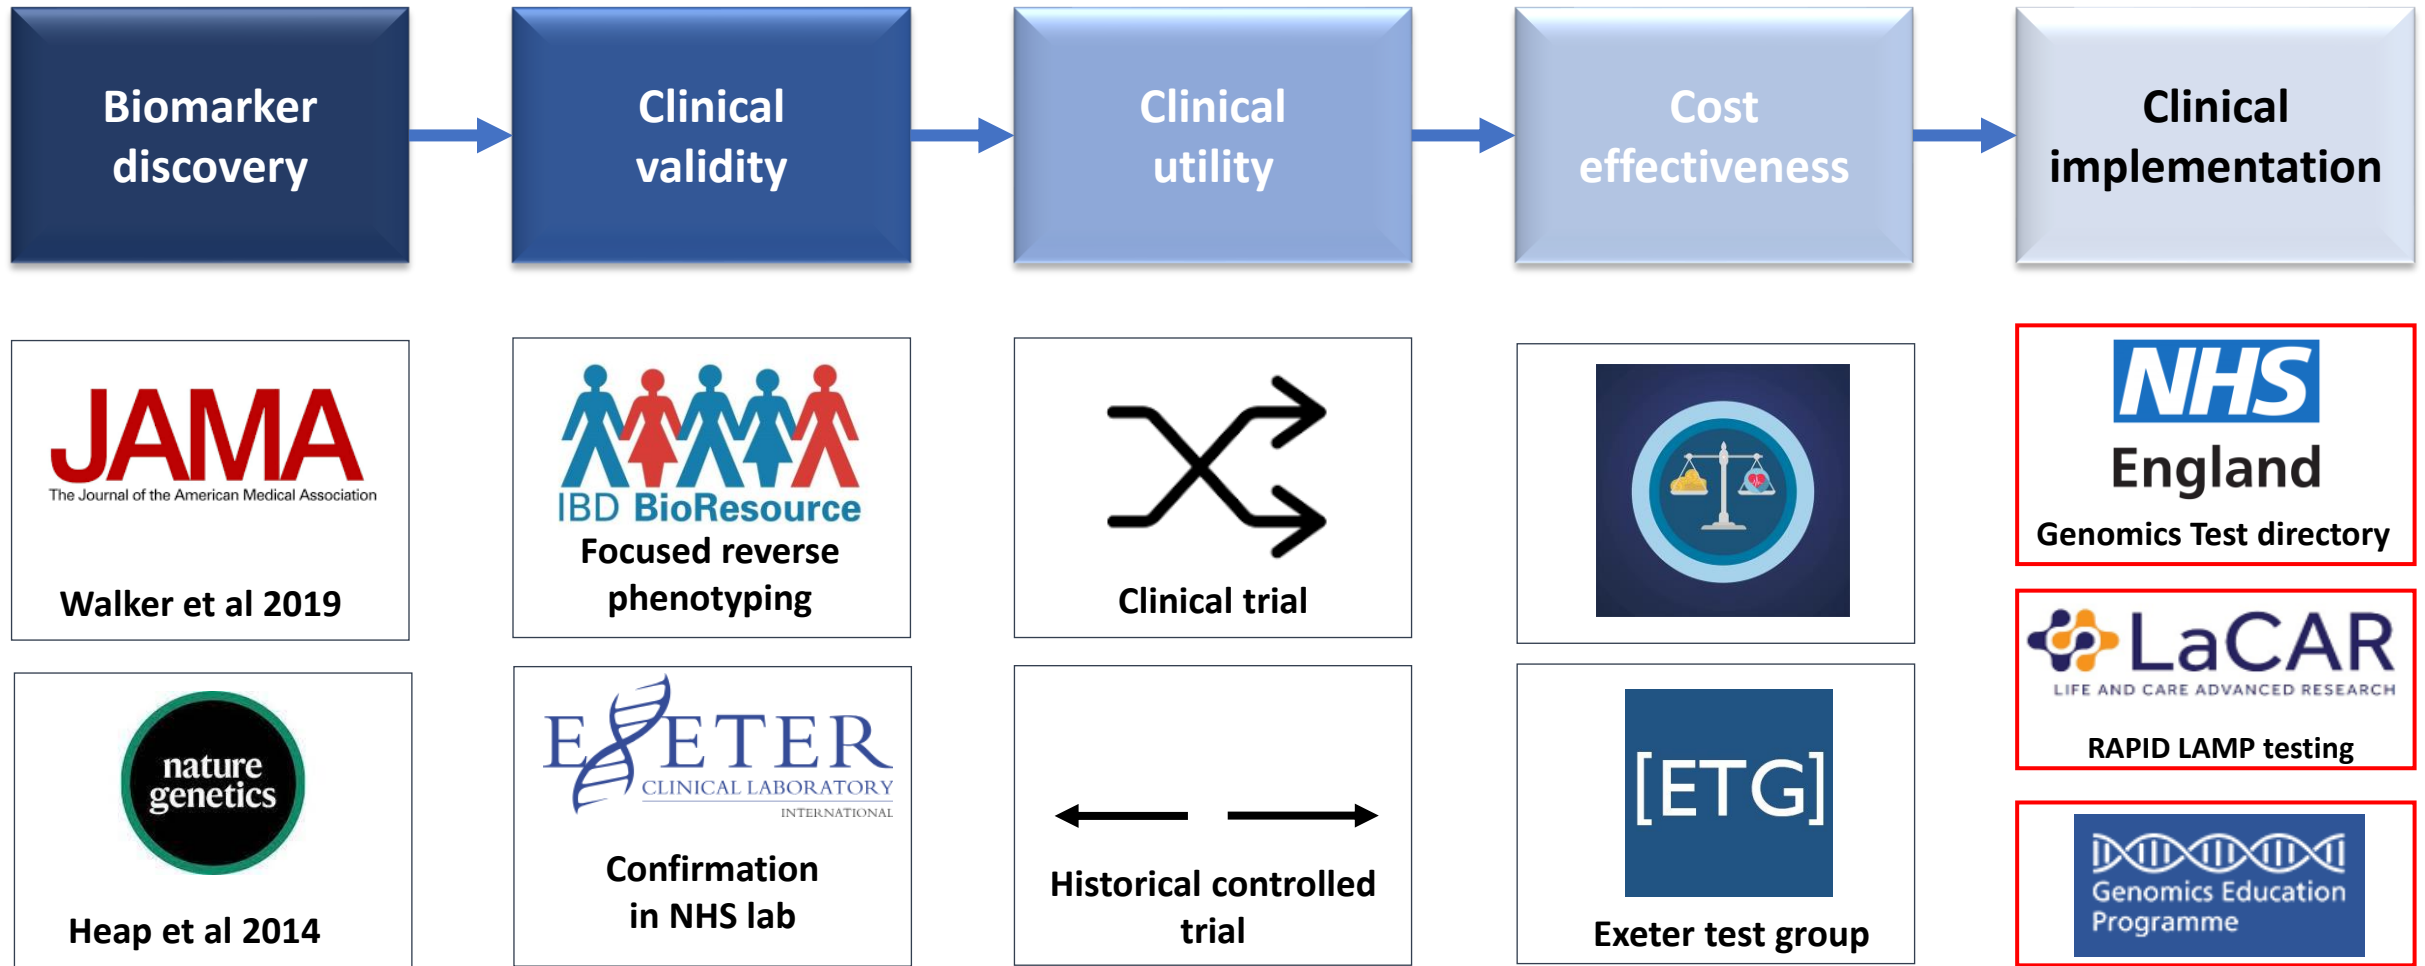 Biomarker
discovery
Clinical
validity
Clinical
utility
Cost
effectiveness
Clinical
implementation
JAMA
The Journal of the American Medical Association
Walker et al 2019
IBD BioResource
Focused reverse
phenotyping
Clinical trial
NHS
England
Genomics Test directory
LaCAR
LIFE AND CARE ADVANCED RESEARCH
RAPID LAMP testing
nature
genetics
Heap et al 2014
EXETER
CLINICAL LABORATORY
INTERNATIONAL
Confirmation
in NHS lab
Historical controlled
trial
[ETG]
Exeter test group
Genomics Education
Programme